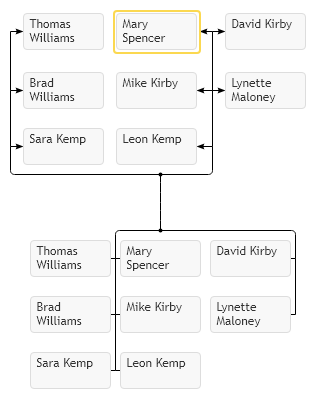 Thomas
Williams
Mary
Spencer
David Kirby
Brad
Williams
Mike Kirby
Lynette
Maloney
Sara Kemp
Leon Kemp
Thomas
Williams
Mary
Spencer
David Kirby
Brad
Williams
Mike Kirby
Lynette
Maloney
Sara Kemp
Leon Kemp